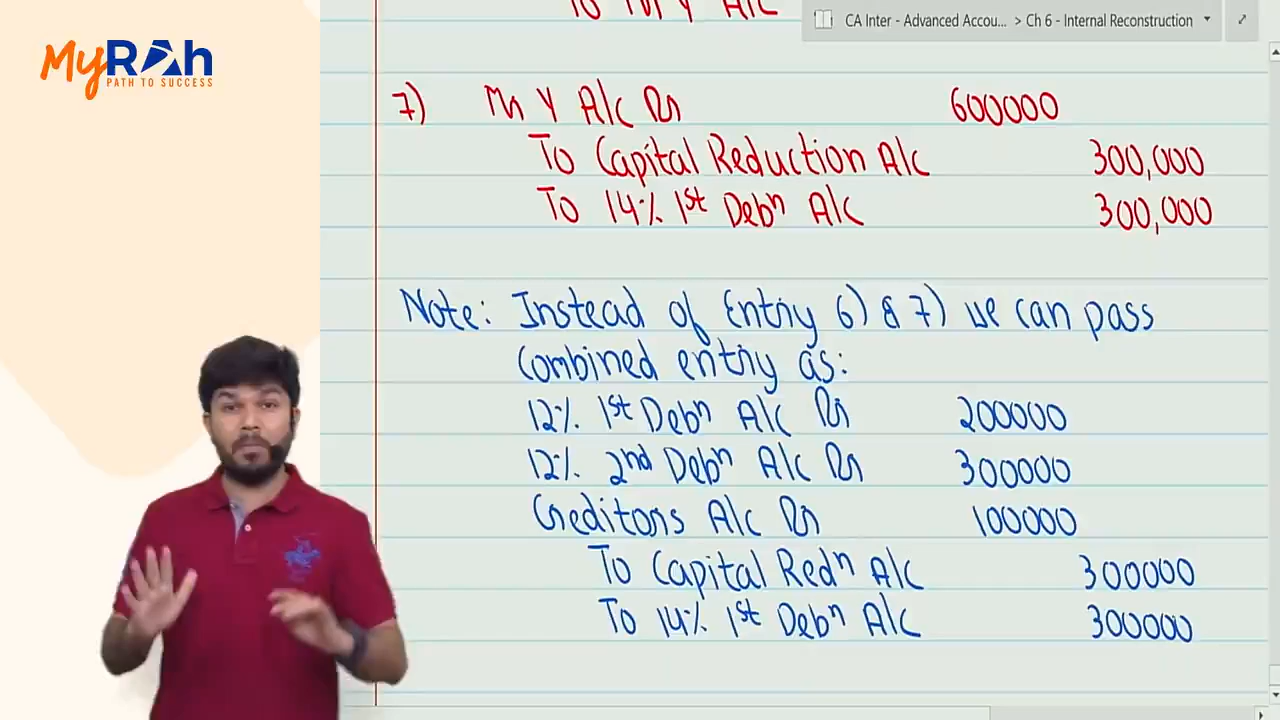 MyRAh
PATH TO SUCCESS
CA Inter - Advanced Accou... > Ch 6 - Internal Reconstruction
7) Mr Y A/c Dr 600000
To Capital Reduction A/c 300,000
To 14% 1st Debn A/c 300,000
Note: Instead of Entry 6) & 7) we can pass
Combined entry as:
12% 1st Debn A/c Dr 200000
12% 2nd Debn A/c Dr 300000
Creditors A/c Dr 100000
To Capital Redn A/c 300000
To 14% 1st Debn A/c 300000